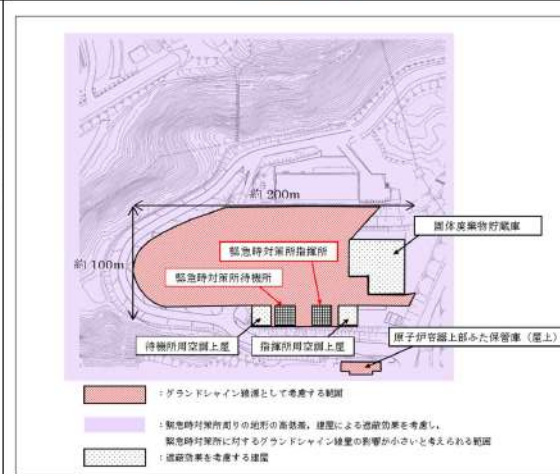 約 200m
固体廃棄物貯蔵庫
緊急時対策所指揮所
約 100m
緊急時対策所待機所
待機所用空調上屋
指揮所用空調上屋
原子炉容器上部ふた保管庫(屋上)
:グランドシャイン線源として考慮する範囲
:緊急時対策所周りの地形の高低差,建屋による遮蔽効果を考慮し,
緊急時対策所に対するグランドシャイン線量の影響が小さいと考えられる範囲
:遮蔽効果を考慮する建屋